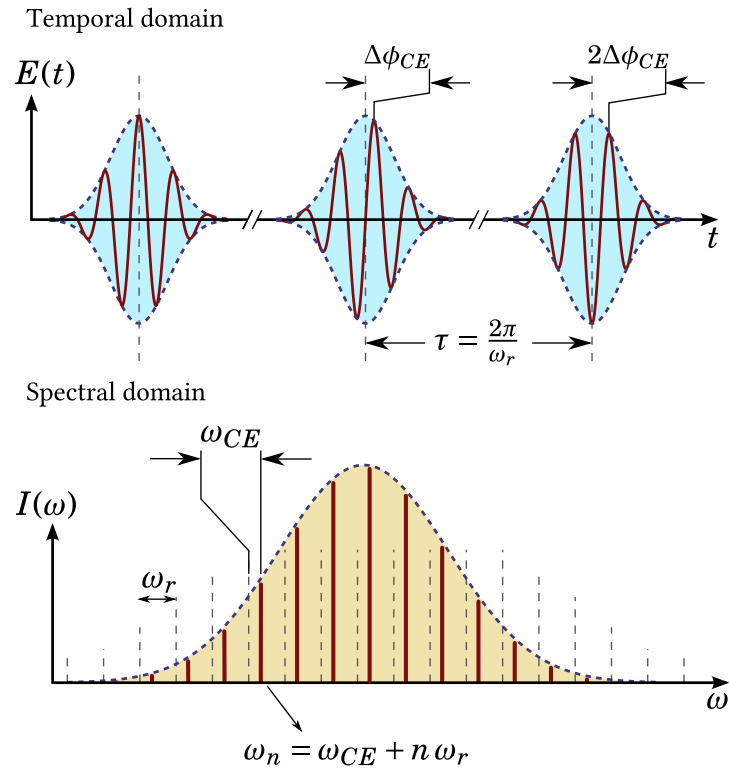 Temporal domain
E(t)
Δϕ_CE
2Δϕ_CE
t
τ = 2π/ω_r
Spectral domain
ω_CE
I(ω)
ω_r
ω
ω_n = ω_CE + n ω_r